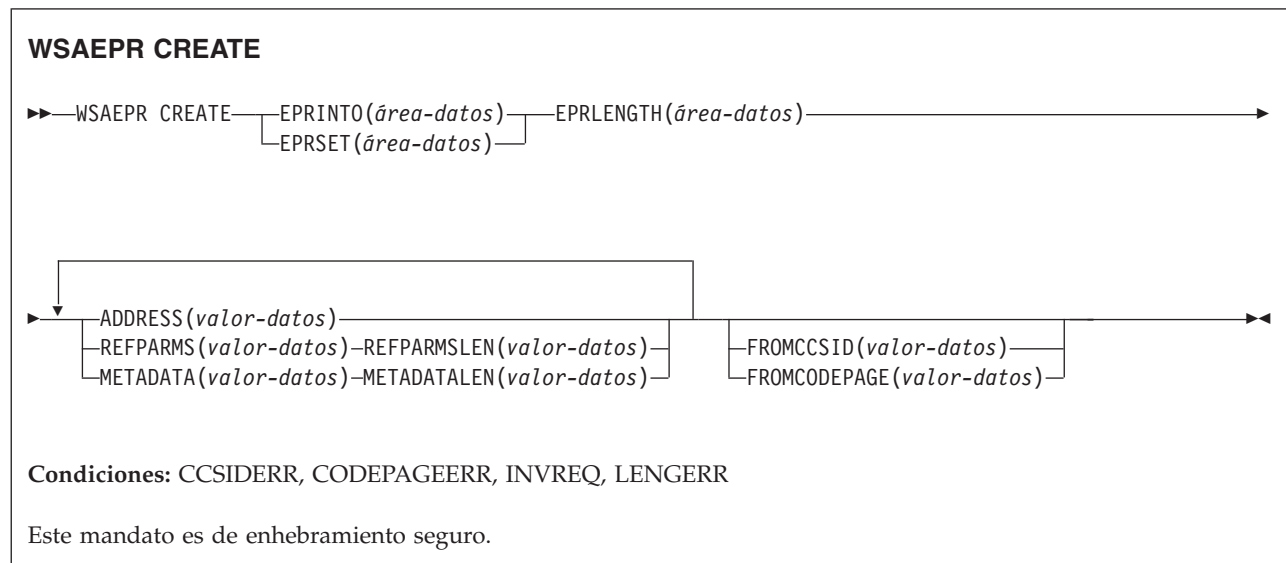 WSAEPR CREATE
WSAEPR CREATE EPRINTO(área-datos) EPRLENGTH(área-datos)
EPRSET(área-datos)
ADDRESS(valor-datos)
REFPARMS(valor-datos) REFPARMSLEN(valor-datos) FROMCCSID(valor-datos)
METADATA(valor-datos) METADATALEN(valor-datos) FROMCODEPAGE(valor-datos)
Condiciones: CCSIDERR, CODEPAGEERR, INVREQ, LENGERR
Este mandato es de enhebramiento seguro.